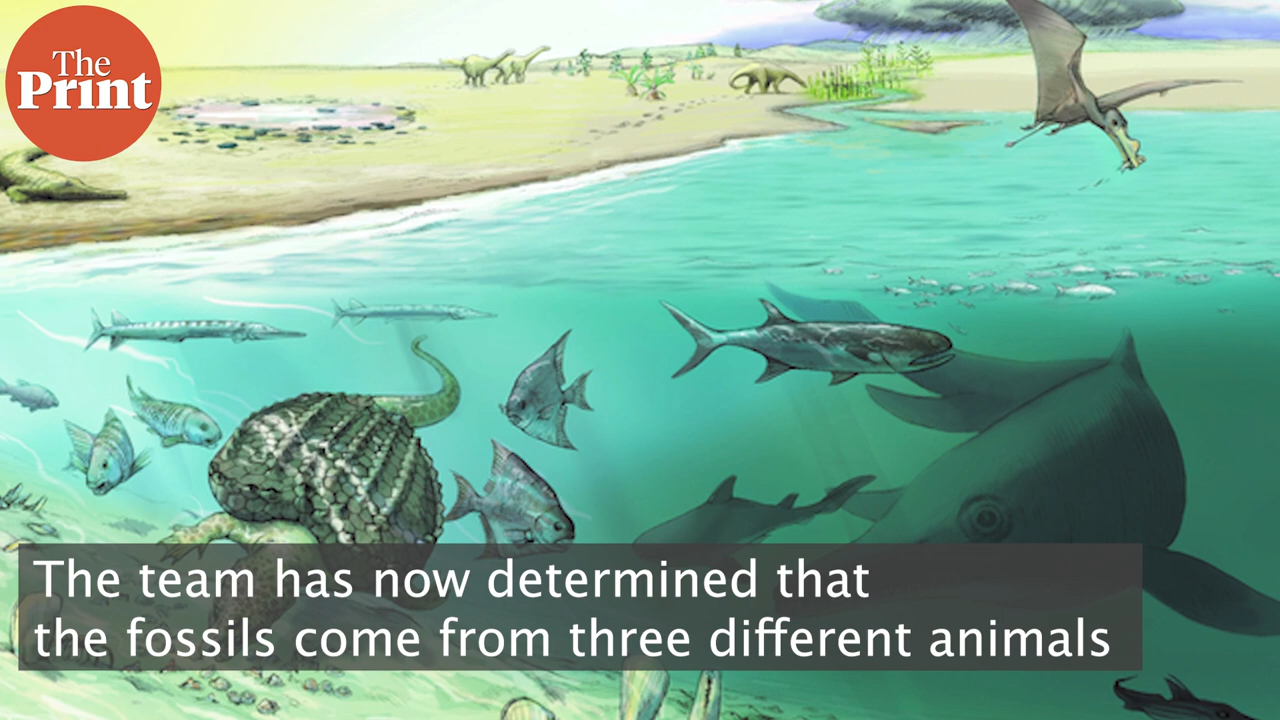 The
Print
The team has now determined that
the fossils come from three different animals